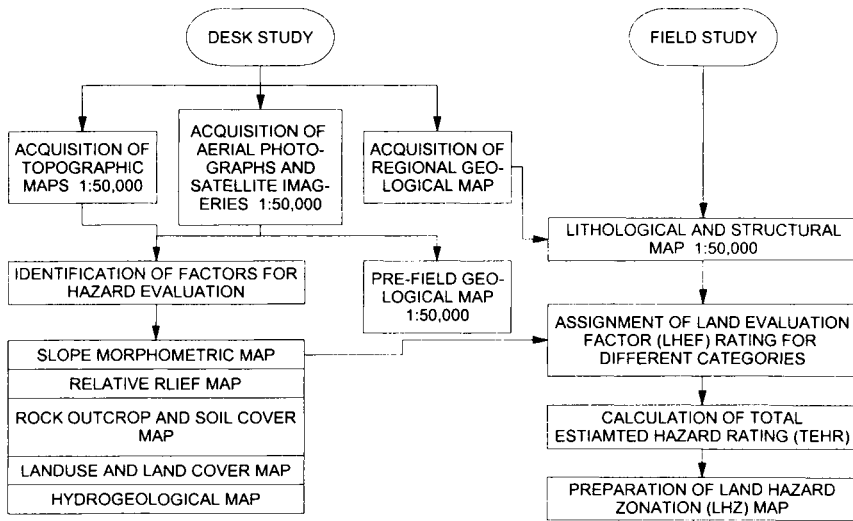 DESK STUDY
FIELD STUDY
ACQUISITION OF
TOPOGRAPHIC
MAPS 1:50,000
ACQUISITION OF
AERIAL PHOTO-
GRAPHS AND
SATELLITE IMAG-
ERIES 1:50,000
ACQUISITION OF
REGIONAL GEO-
LOGICAL MAP
LITHOLOGICAL AND STRUCTURAL
MAP 1:50,000
IDENTIFICATION OF FACTORS FOR
HAZARD EVALUATION
PRE-FIELD GEO-
LOGICAL MAP
1:50,000
SLOPE MORPHOMETRIC MAP
RELATIVE RLIEF MAP
ROCK OUTCROP AND SOIL COVER
MAP
LANDUSE AND LAND COVER MAP
HYDROGEOLOGICAL MAP
ASSIGNMENT OF LAND EVALUATION
FACTOR (LHEF) RATING FOR
DIFFERENT CATEGORIES
CALCULATION OF TOTAL
ESTIAMTED HAZARD RATING (TEHR)
PREPARATION OF LAND HAZARD
ZONATION (LHZ) MAP